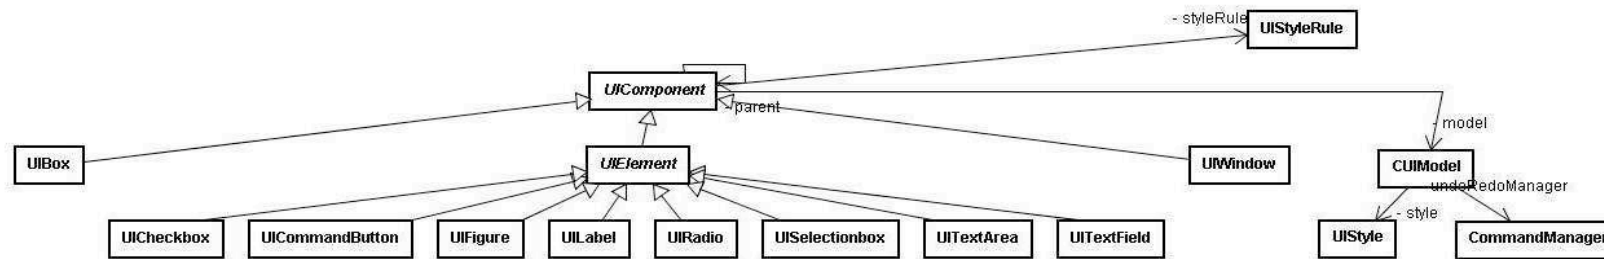 - styleRule
UIStyleRule
UIComponent
- parent
- model
UIBox
UIElement
UIWindow
CUIModel
undoRedoManager
- style
UICheckbox
UICommandButton
UIFigure
UILabel
UIRadio
UISelectionbox
UITextArea
UITextField
UIStyle
CommandManager